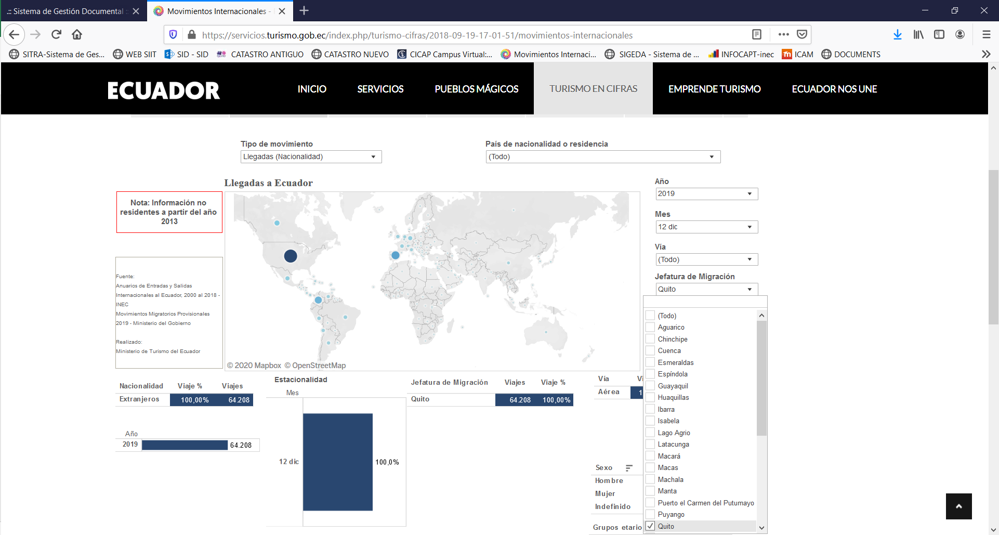 .:: Sistema de Gestión Documental ::
Movimientos Internacionales -
https://servicios.turismo.gob.ec/index.php/turismo-cifras/2018-09-19-17-01-51/movimientos-internacionales
SITRA-Sistema de Ges... WEB SIIT SID - SID CATASTRO ANTIGUO CATASTRO NUEVO CICAP Campus Virtual:... Movimientos Internaci... SIGEDA - Sistema de ... INFOCAPT-inec ICAM DOCUMENTS
ECUADOR INICIO SERVICIOS PUEBLOS MÁGICOS TURISMO EN CIFRAS EMPRENDE TURISMO ECUADOR NOS UNE
Tipo de movimiento
Llegadas (Nacionalidad)
País de nacionalidad o residencia
(Todo)
Llegadas a Ecuador
Nota: Información no
residentes a partir del año
2013
Fuente:
Anuarios de Entradas y Salidas
Internacionales al Ecuador, 2000 al 2018 -
INEC
Movimientos Migratorios Provisionales
2019 - Ministerio del Gobierno
Realizado:
Ministerio de Turismo del Ecuador
© 2020 Mapbox © OpenStreetMap
Año
2019
Mes
12 dic
Vía
(Todo)
Jefatura de Migración
Quito
(Todo)
Aguarico
Chinchipe
Cuenca
Esmeraldas
Espíndola
Guayaquil
Huaquillas
Ibarra
Isabela
Lago Agrio
Latacunga
Macará
Macas
Machala
Manta
Puerto el Carmen del Putumayo
Puyango
Quito
Nacionalidad Viaje % Viajes
Extranjeros 100,00% 64.208
Año
2019 64.208
Estacionalidad
Mes
12 dic 100,0%
Jefatura de Migración Viajes Viaje %
Quito 64.208 100,00%
Vía Vi
Aérea 1
Sexo
Hombre
Mujer
Indefinido
Grupos etario